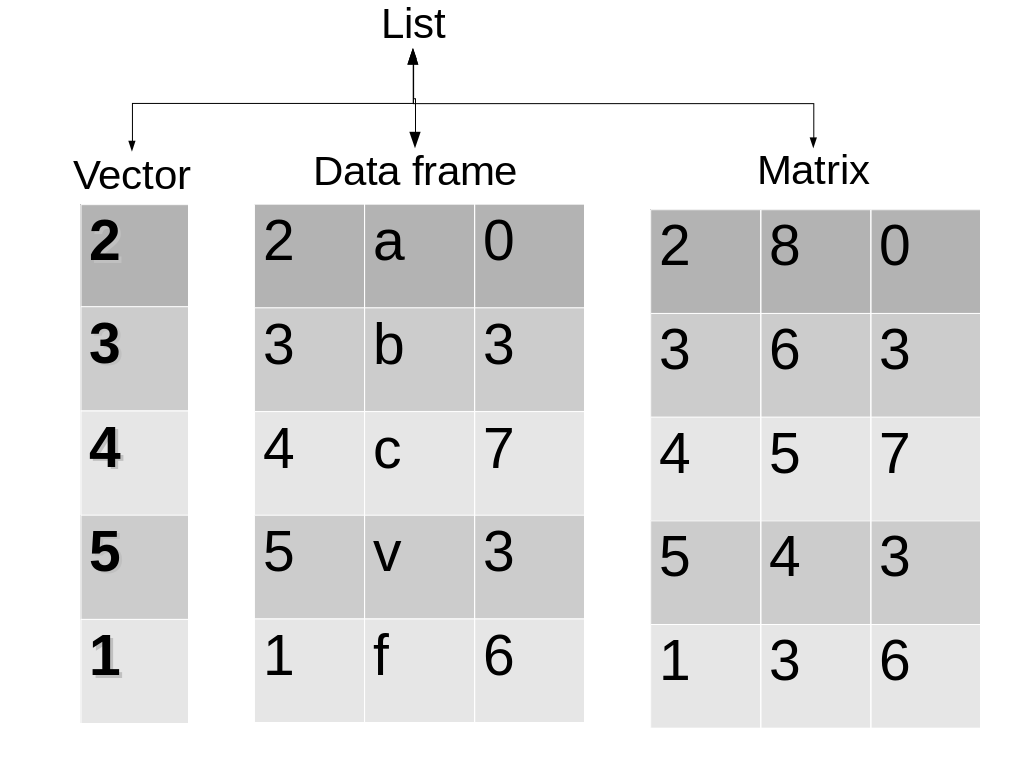 List
Vector Data frame Matrix
2 2 a 0 2 8 0
3 3 b 3 3 6 3
4 4 c 7 4 5 7
5 5 v 3 5 4 3
1 1 f 6 1 3 6